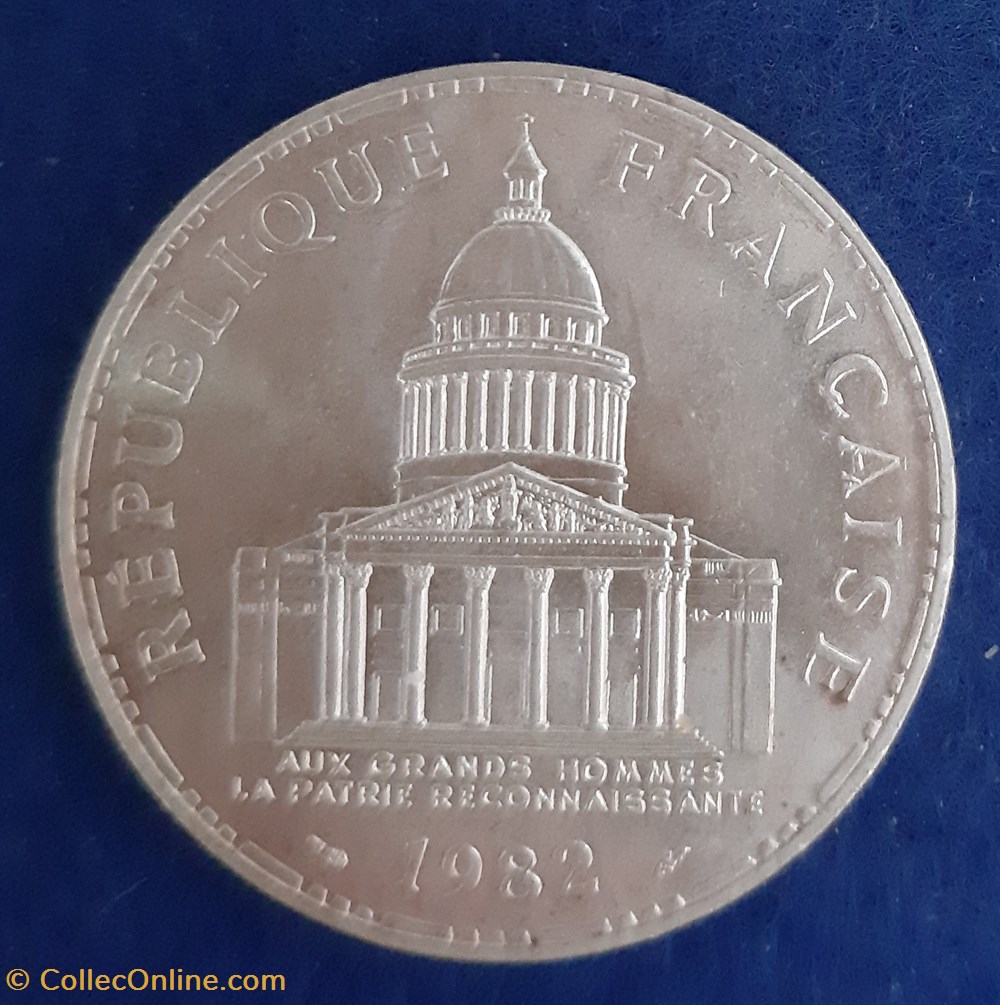 RÉPUBLIQUE FRANÇAISE
AUX GRANDS HOMMES
LA PATRIE RECONNAISSANTE
1982
© CollecOnline.com